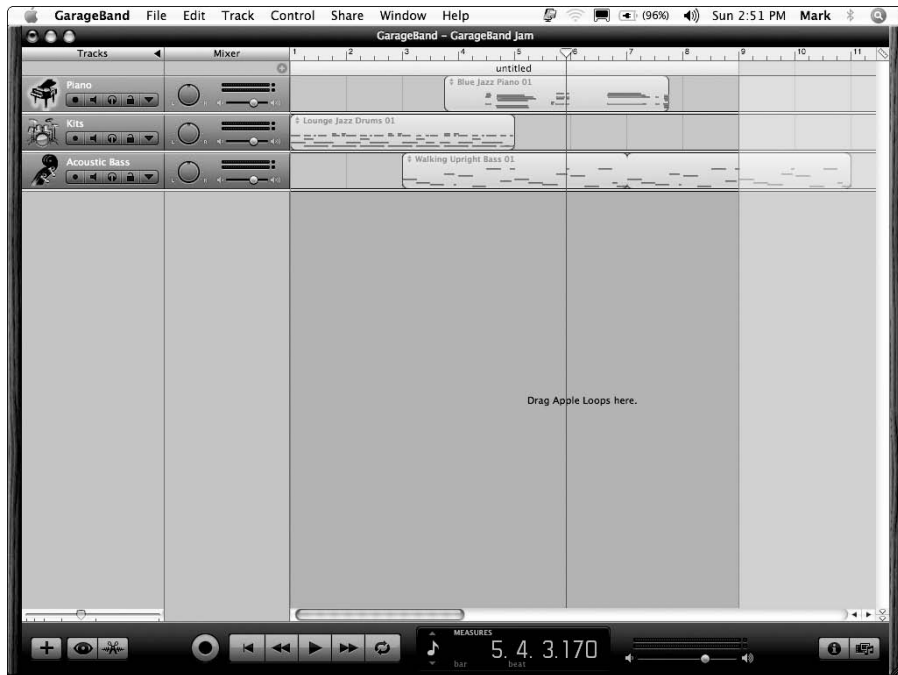 GarageBand File Edit Track Control Share Window Help (96%) Sun 2:51 PM Mark
GarageBand – GarageBand Jam
Tracks Mixer 1 2 3 4 5 6 7 8 9 10 11
untitled
Piano
Blue Jazz Piano 01
Kits
Lounge Jazz Drums 01
Acoustic Bass
Walking Upright Bass 01
Drag Apple Loops here.
MEASURES
5. 4. 3.170
bar beat